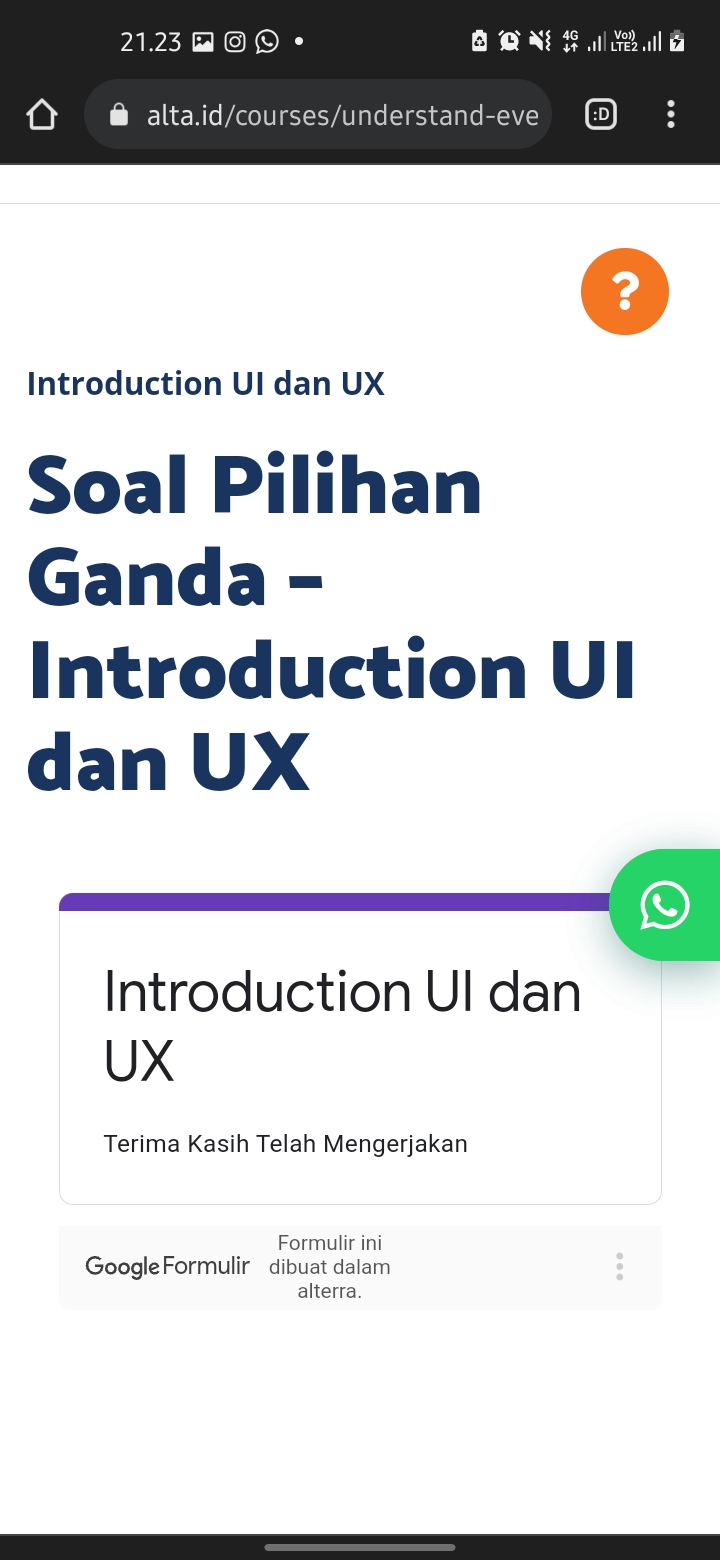 21.23
4G
Vo))
LTE2
alta.id/courses/understand-eve
:D
?
Introduction UI dan UX
Soal Pilihan
Ganda –
Introduction UI
dan UX
Introduction UI dan
UX
Terima Kasih Telah Mengerjakan
Google Formulir
Formulir ini
dibuat dalam
alterra.